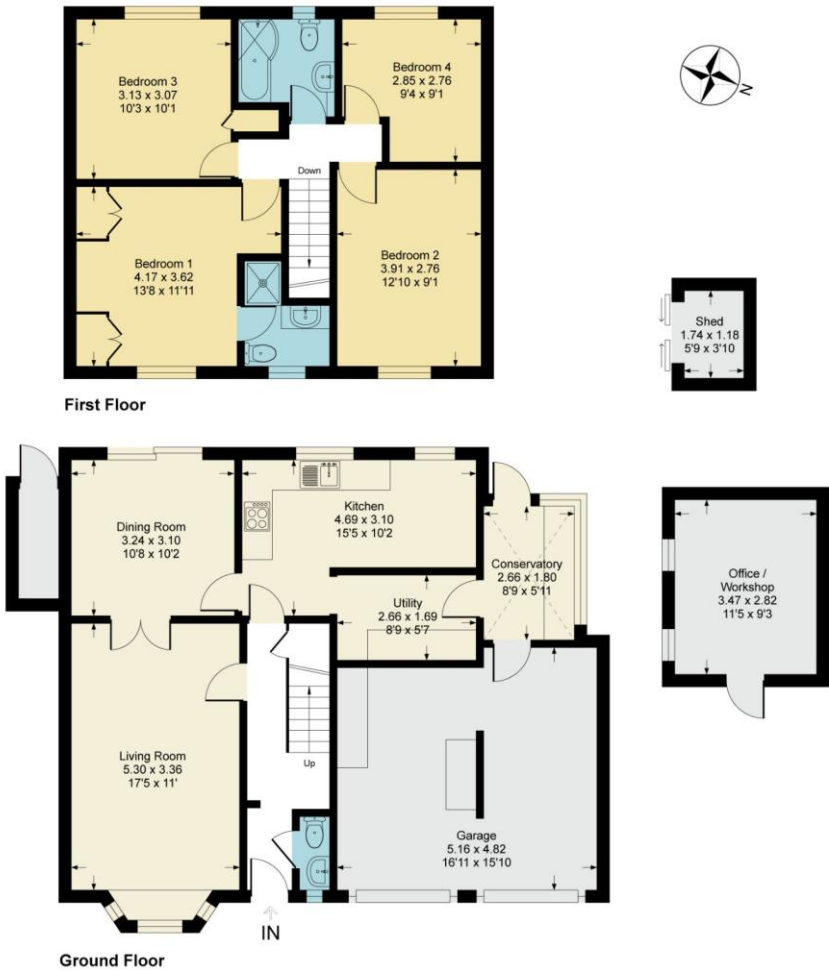 Bedroom 3
3.13 x 3.07
10'3 x 10'1
Bedroom 4
2.85 x 2.76
9'4 x 9'1
N
Down
Bedroom 1
4.17 x 3.62
13'8 x 11'11
Bedroom 2
3.91 x 2.76
12'10 x 9'1
Shed
1.74 x 1.18
5'9 x 3'10
First Floor
Dining Room
3.24 x 3.10
10'8 x 10'2
Kitchen
4.69 x 3.10
15'5 x 10'2
Conservatory
2.66 x 1.80
8'9 x 5'11
Utility
2.66 x 1.69
8'9 x 5'7
Office /
Workshop
3.47 x 2.82
11'5 x 9'3
Living Room
5.30 x 3.36
17'5 x 11'
Up
Garage
5.16 x 4.82
16'11 x 15'10
IN
Ground Floor